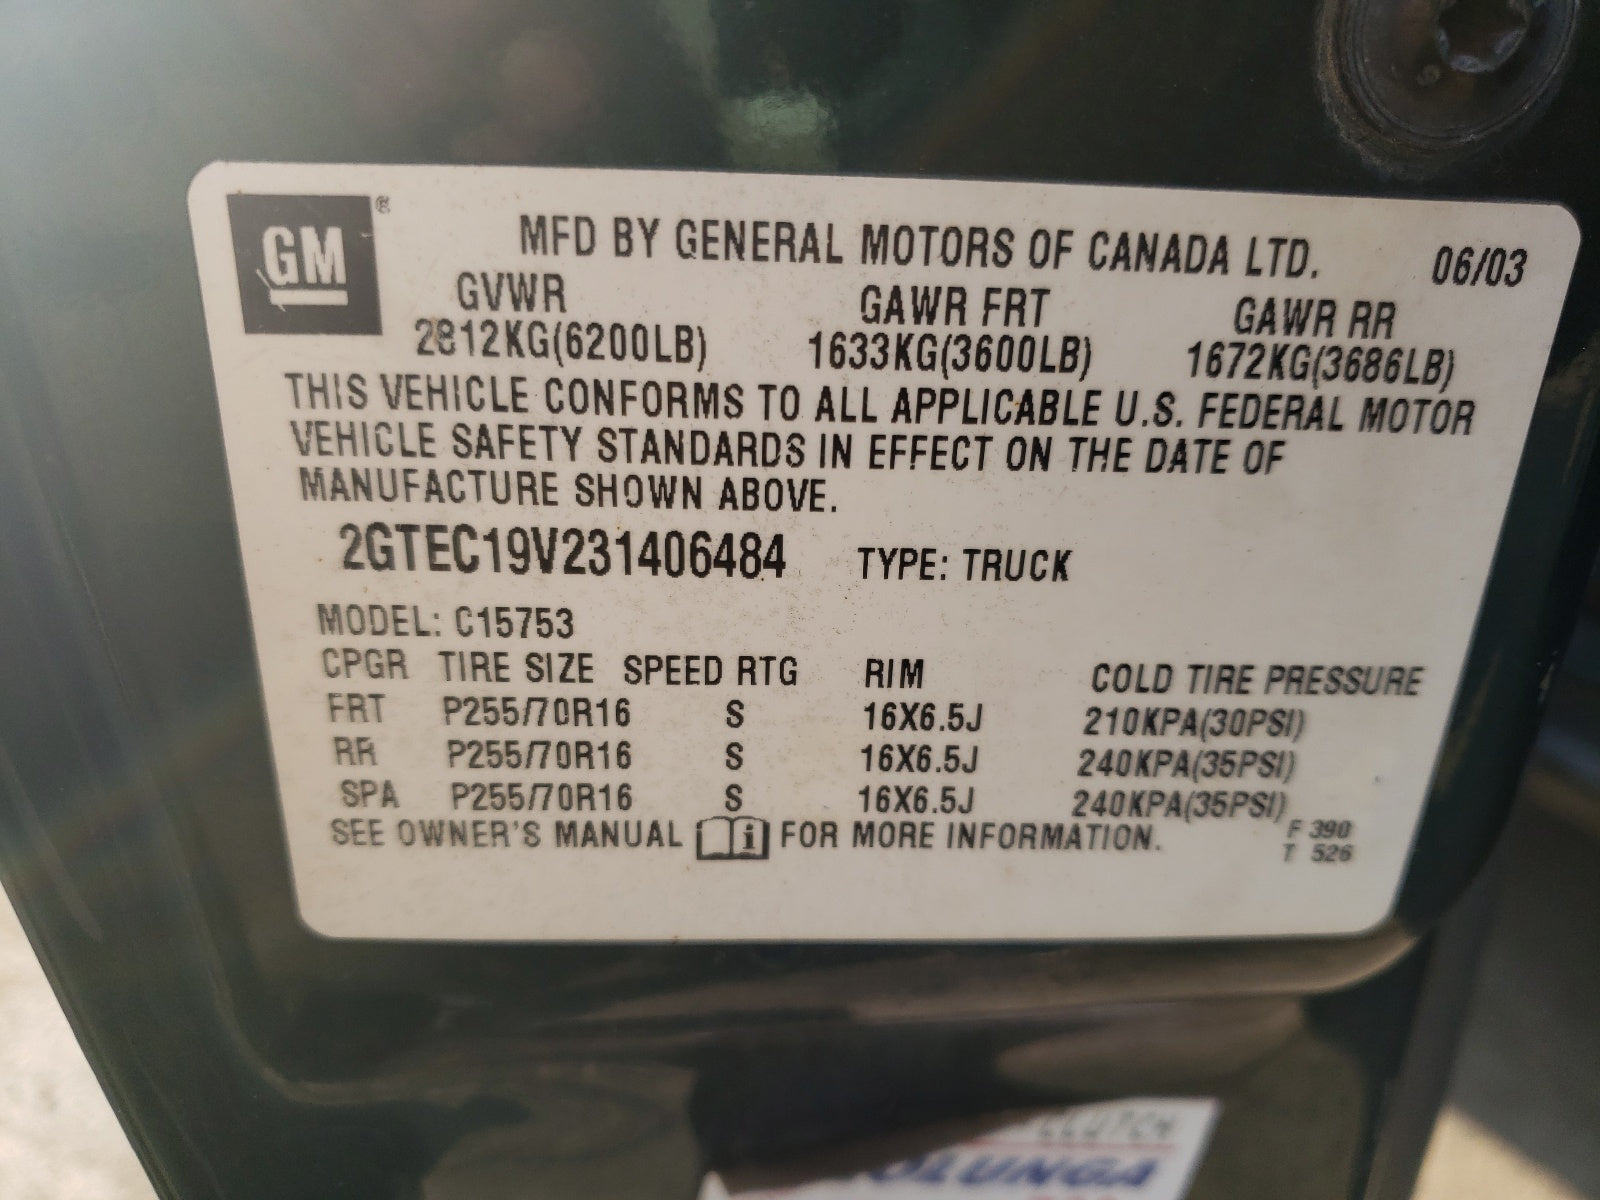 GM®
MFD BY GENERAL MOTORS OF CANADA LTD. 06/03
GVWR GAWR FRT GAWR RR
2812KG(6200LB) 1633KG(3600LB) 1672KG(3686LB)
THIS VEHICLE CONFORMS TO ALL APPLICABLE U.S. FEDERAL MOTOR
VEHICLE SAFETY STANDARDS IN EFFECT ON THE DATE OF
MANUFACTURE SHOWN ABOVE.
2GTEC19V231406484 TYPE: TRUCK
MODEL: C15753
CPGR TIRE SIZE SPEED RTG RIM COLD TIRE PRESSURE
FRT P255/70R16 S 16X6.5J 210KPA(30PSI)
RR P255/70R16 S 16X6.5J 240KPA(35PSI)
SPA P255/70R16 S 16X6.5J 240KPA(35PSI)
SEE OWNER'S MANUAL i FOR MORE INFORMATION.
F 390
T 526